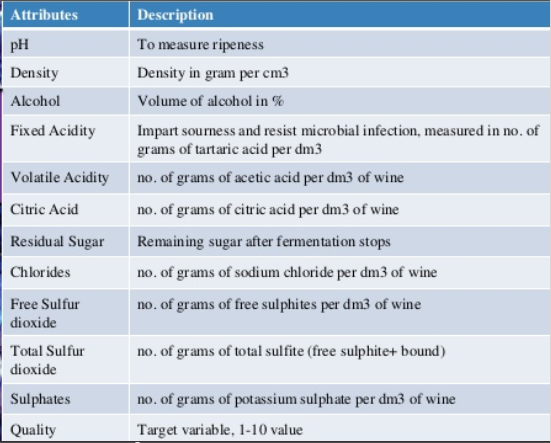 Attributes Description
pH To measure ripeness
Density Density in gram per cm3
Alcohol Volume of alcohol in %
Fixed Acidity Impart sourness and resist microbial infection, measured in no. of
grams of tartaric acid per dm3
Volatile Acidity no. of grams of acetic acid per dm3 of wine
Citric Acid no. of grams of citric acid per dm3 of wine
Residual Sugar Remaining sugar after fermentation stops
Chlorides no. of grams of sodium chloride per dm3 of wine
Free Sulfur no. of grams of free sulphites per dm3 of wine
dioxide
Total Sulfur no. of grams of total sulfite (free sulphite+ bound)
dioxide
Sulphates no. of grams of potassium sulphate per dm3 of wine
Quality Target variable, 1-10 value